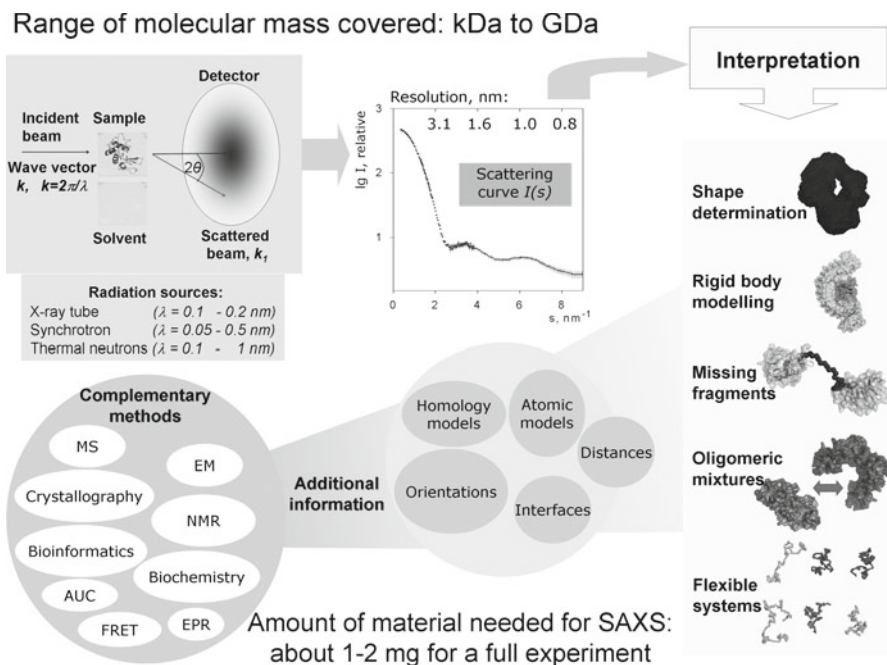 Range of molecular mass covered: kDa to GDa
Detector
Incident
beam
Sample
Wave vector
k, k=2π/λ
2θ
Solvent
Scattered
beam, k₁
Radiation sources:
X-ray tube (λ = 0.1 - 0.2 nm)
Synchrotron (λ = 0.05 - 0.5 nm)
Thermal neutrons (λ = 0.1 - 1 nm)
Resolution, nm:
3.1 1.6 1.0 0.8
lg I, relative
3
1
Scattering
curve I(s)
0 2 4 6 8
s, nm⁻¹
Interpretation
Shape
determination
Rigid body
modelling
Missing
fragments
Oligomeric
mixtures
Flexible
systems
Complementary
methods
MS
EM
Crystallography
NMR
Bioinformatics
Biochemistry
AUC
FRET
EPR
Additional
information
Homology
models
Atomic
models
Distances
Orientations
Interfaces
Amount of material needed for SAXS:
about 1-2 mg for a full experiment